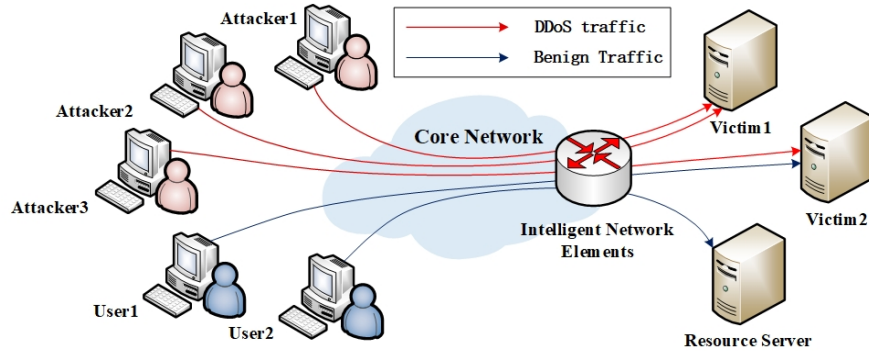 Attacker1
DDoS traffic
Benign Traffic
Attacker2
Core Network
Victim1
Attacker3
Victim2
Intelligent Network
Elements
User1
User2
Resource Server